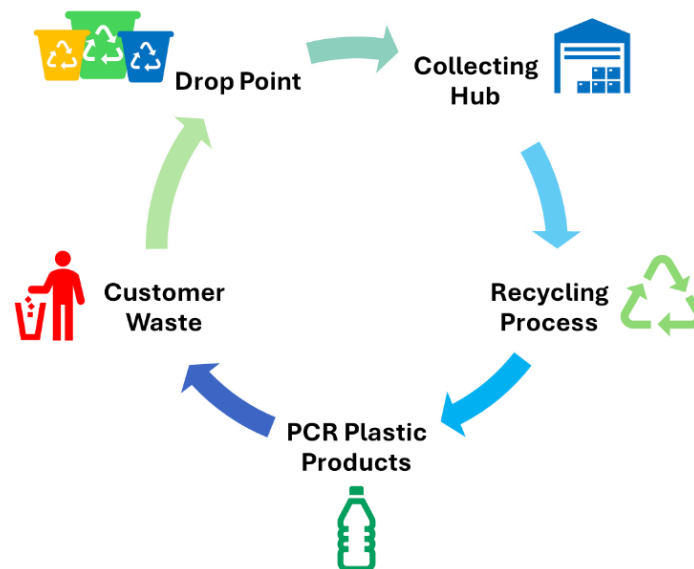 Drop Point
Collecting
Hub
Customer
Waste
Recycling
Process
PCR Plastic
Products